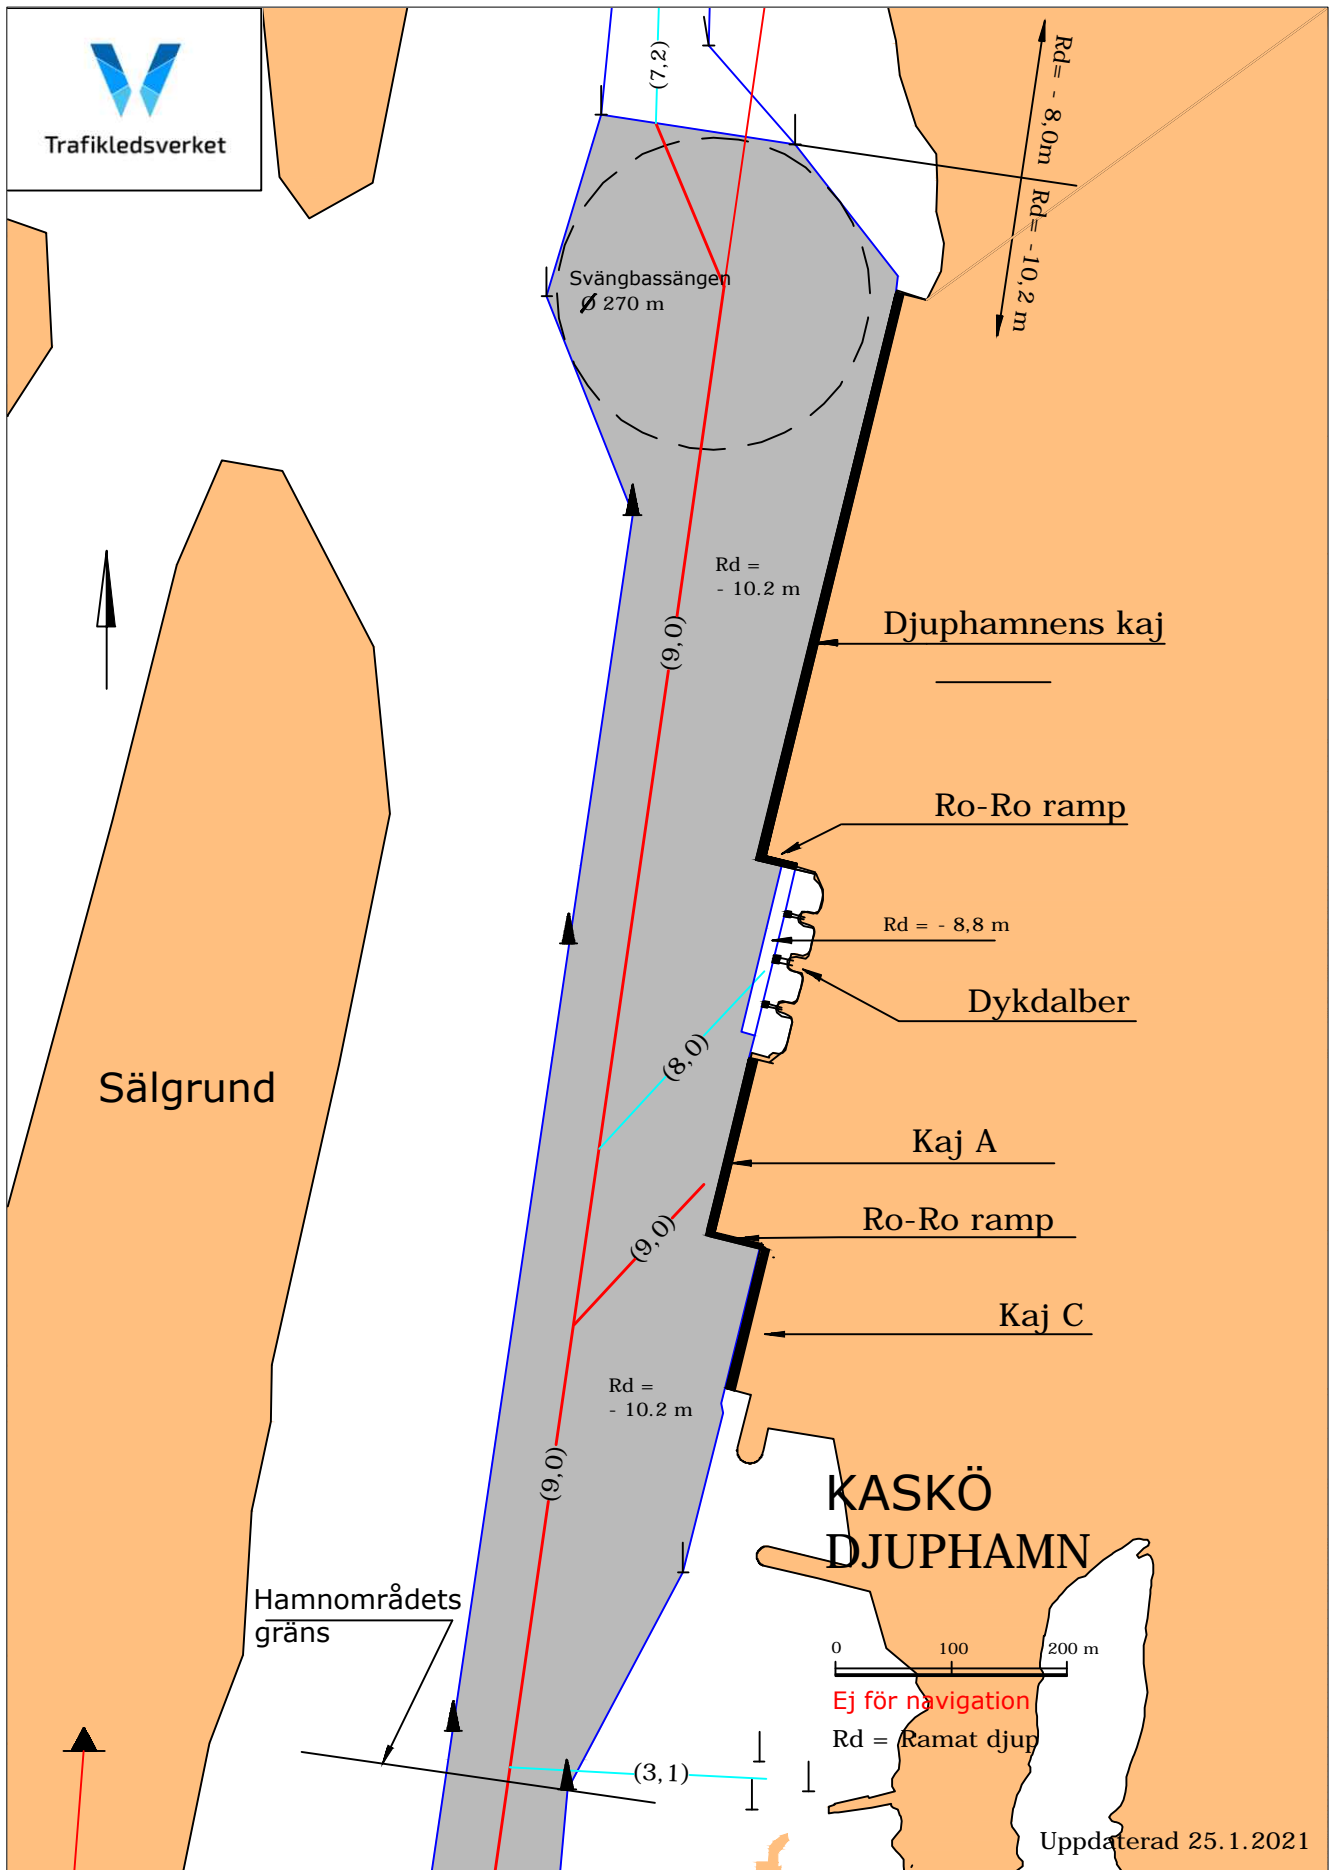 Trafikledsverket
(7,2)
Rd= - 8,0m
Rd= -10,2 m
Svängbassängen
Ø 270 m
Rd =
- 10.2 m
(9,0)
Djuphamnens kaj
Ro-Ro ramp
Rd = - 8,8 m
Dykdalber
(8,0)
Sälgrund
Kaj A
Ro-Ro ramp
(9,0)
Kaj C
Rd =
- 10.2 m
(9,0)
KASKÖ
DJUPHAMN
Hamnområdets
gräns
0 100 200 m
Ej för navigation
Rd = Ramat djup
(3,1)
Uppdaterad 25.1.2021